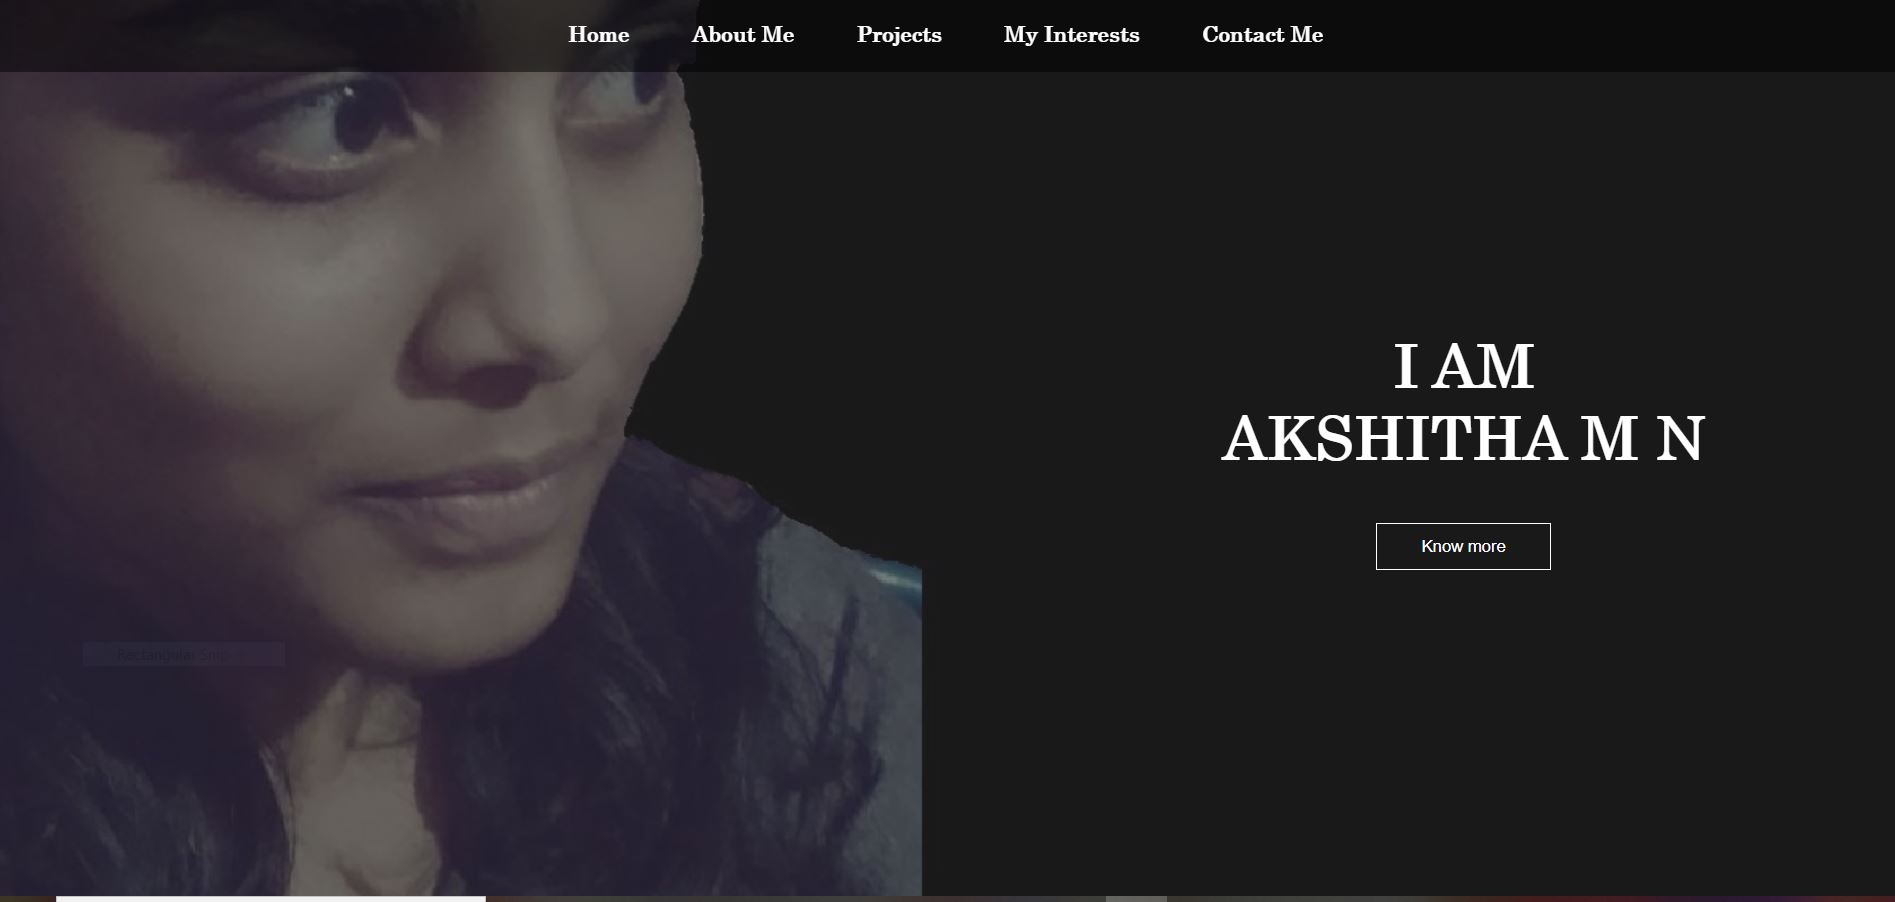 Home About Me Projects My Interests Contact Me
I AM
AKSHITHA M N
Know more
Rectangular Snip